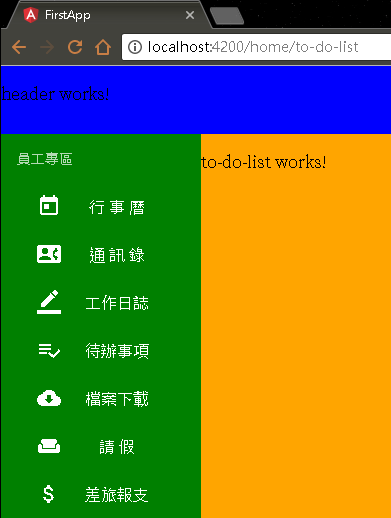 FirstApp
localhost:4200/home/to-do-list
header works!
員工專區
to-do-list works!
行 事 曆
通 訊 錄
工作日誌
待辦事項
檔案下載
請 假
差旅報支